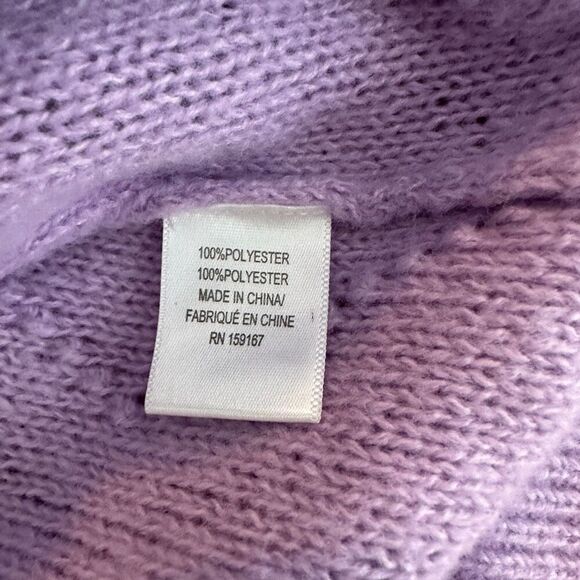 100%POLYESTER
100%POLYESTER
MADE IN CHINA/
FABRIQUÉ EN CHINE
RN 159167